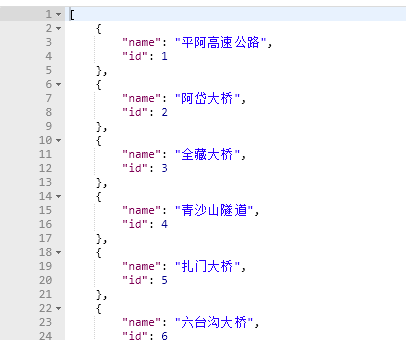 1 [
2 {
3 "name": "平阿高速公路",
4 "id": 1
5 },
6 {
7 "name": "阿岱大桥",
8 "id": 2
9 },
10 {
11 "name": "全藏大桥",
12 "id": 3
13 },
14 {
15 "name": "青沙山隧道",
16 "id": 4
17 },
18 {
19 "name": "扎门大桥",
20 "id": 5
21 },
22 {
23 "name": "六台沟大桥",
24 "id": 6